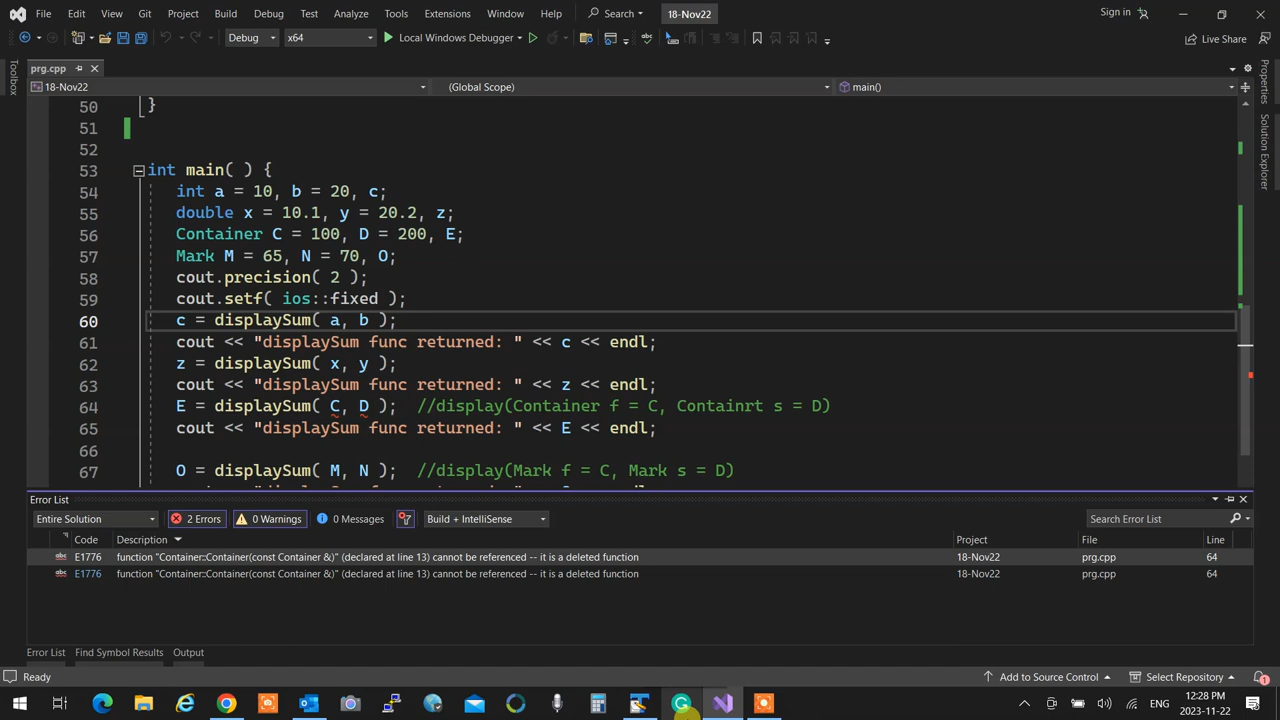 File Edit View Git Project Build Debug Test Analyze Tools Extensions Window Help Search 18-Nov22 Sign in
Debug x64 Local Windows Debugger Live Share
Toolbox
prg.cpp
18-Nov22 (Global Scope) main()
Properties
Solution Explorer
50 }
51
52
53 int main( ) {
54 int a = 10, b = 20, c;
55 double x = 10.1, y = 20.2, z;
56 Container C = 100, D = 200, E;
57 Mark M = 65, N = 70, O;
58 cout.precision( 2 );
59 cout.setf( ios::fixed );
60 c = displaySum( a, b );
61 cout << "displaySum func returned: " << c << endl;
62 z = displaySum( x, y );
63 cout << "displaySum func returned: " << z << endl;
64 E = displaySum( C, D ); //display(Container f = C, Containrt s = D)
65 cout << "displaySum func returned: " << E << endl;
66
67 O = displaySum( M, N ); //display(Mark f = C, Mark s = D)
Error List
Entire Solution 2 Errors 0 Warnings 0 Messages Build + IntelliSense Search Error List
Code Description Project File Line
abc E1776 function "Container::Container(const Container &)" (declared at line 13) cannot be referenced -- it is a deleted function 18-Nov22 prg.cpp 64
abc E1776 function "Container::Container(const Container &)" (declared at line 13) cannot be referenced -- it is a deleted function 18-Nov22 prg.cpp 64
Error List Find Symbol Results Output
Ready Add to Source Control Select Repository 1
ENG 12:28 PM
2023-11-22